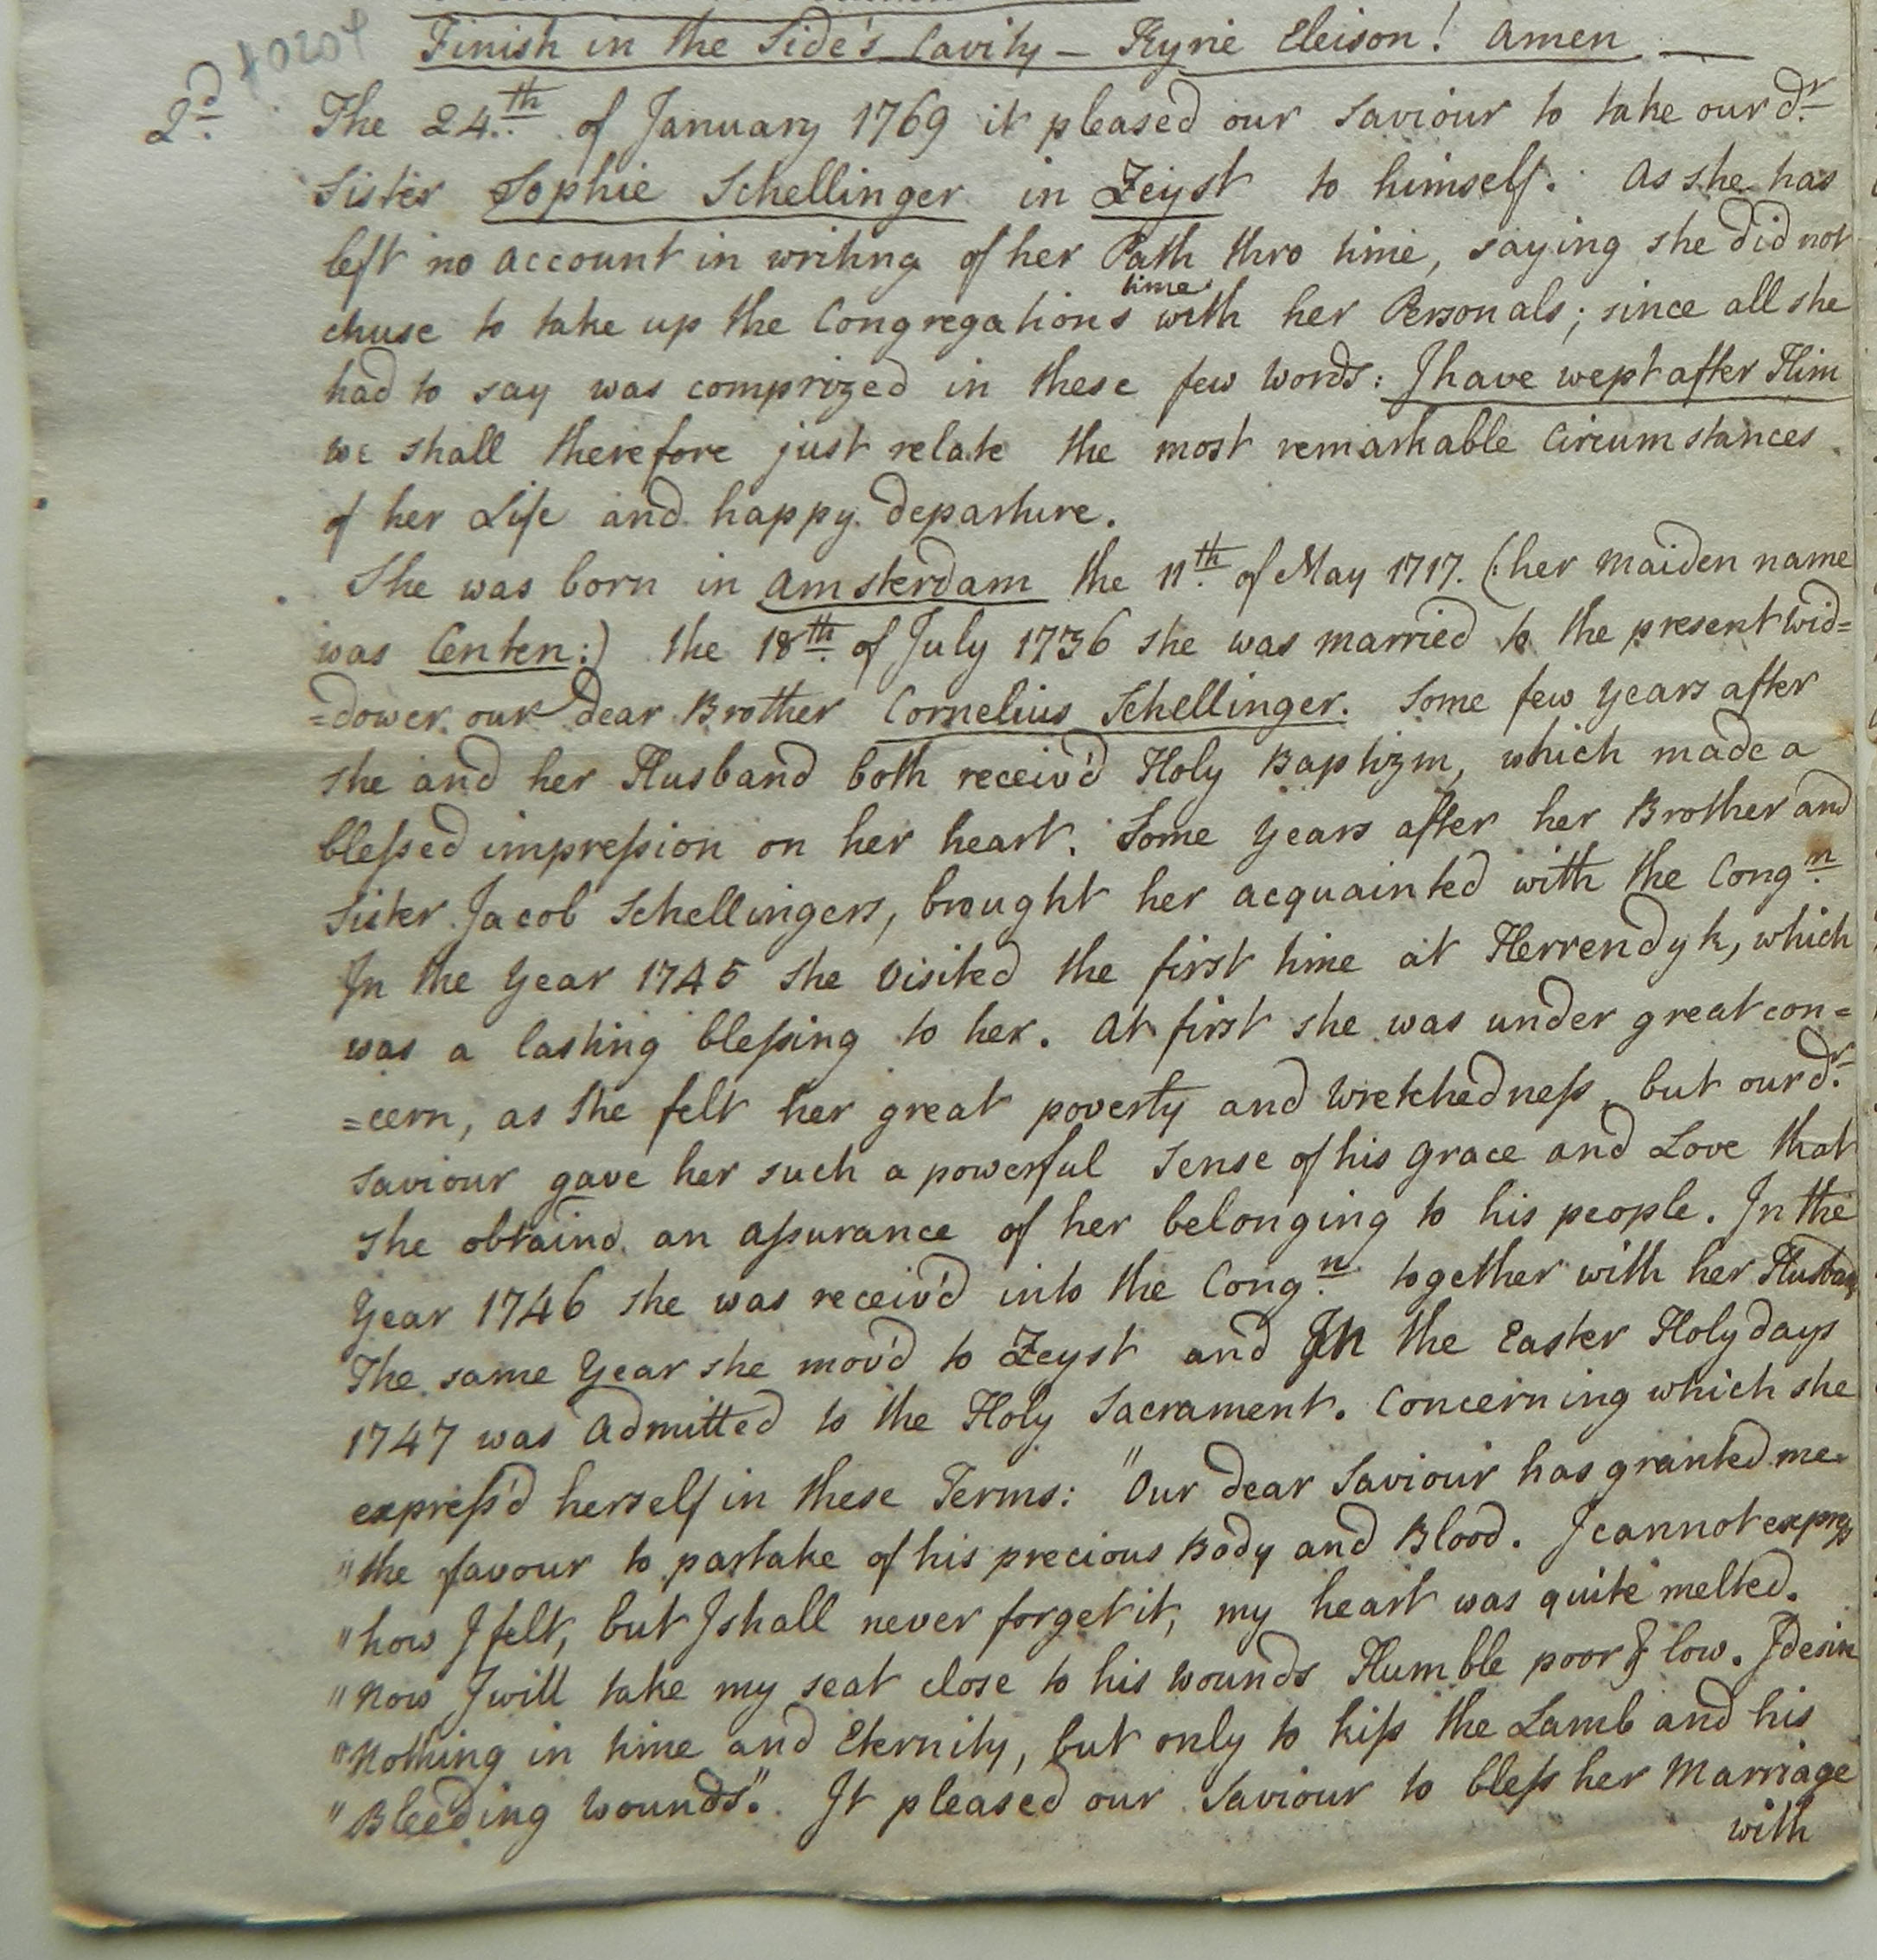 Finish in the Side's Cavity – Kyrie Eleison! Amen —
2d. The 24th. of January 1769 it pleased our Saviour to take our dr.
Sister Sophie Schellinger in Zeyst to himself. As she has
left no account in writing of her Path thro time, saying she did not
chuse to take up the Congregations time with her Personals; since all she
had to say was comprized in these few words: I have wept after Him
we shall therefore just relate the most remarkable Circumstances
of her Life and happy departure.
She was born in Amsterdam the 11th. of May 1717. (:her maiden name
was Centen:) the 18th. of July 1736 she was married to the present Wid=
=dower our dear Brother Cornelius Schellinger. Some few years after
she and her Husband both receiv'd Holy Baptizm, which made a
blessed impression on her heart. Some years after her Brother and
Sister Jacob Schellingers, brought her acquainted with the Congn.
In the Year 1745 she visited the first time at Herrendyk, which
was a lasting blessing to her. At first she was under great con=
=cern, as she felt her great poverty and wretchedness, but our dr.
Saviour gave her such a powerful Sense of his Grace and Love that
she obtaind an assurance of her belonging to his people. In the
Year 1746 she was receiv'd into the Congn. together with her Husband
The same Year she mov'd to Zeyst and In the Easter Holydays
1747 was Admitted to the Holy Sacrament. Concerning which she
express'd herself in these Terms: "Our dear Saviour has granted me
"the favour to partake of his precious Body and Blood. I cannot express
"how I felt, but I shall never forget it, my heart was quite melted.
"Now I will take my seat close to his wounds Humble poor & low. I desire
"Nothing in time and Eternity, but only to kiss the Lamb and his
"Bleeding wounds". It pleased our Saviour to bless her Marriage
with